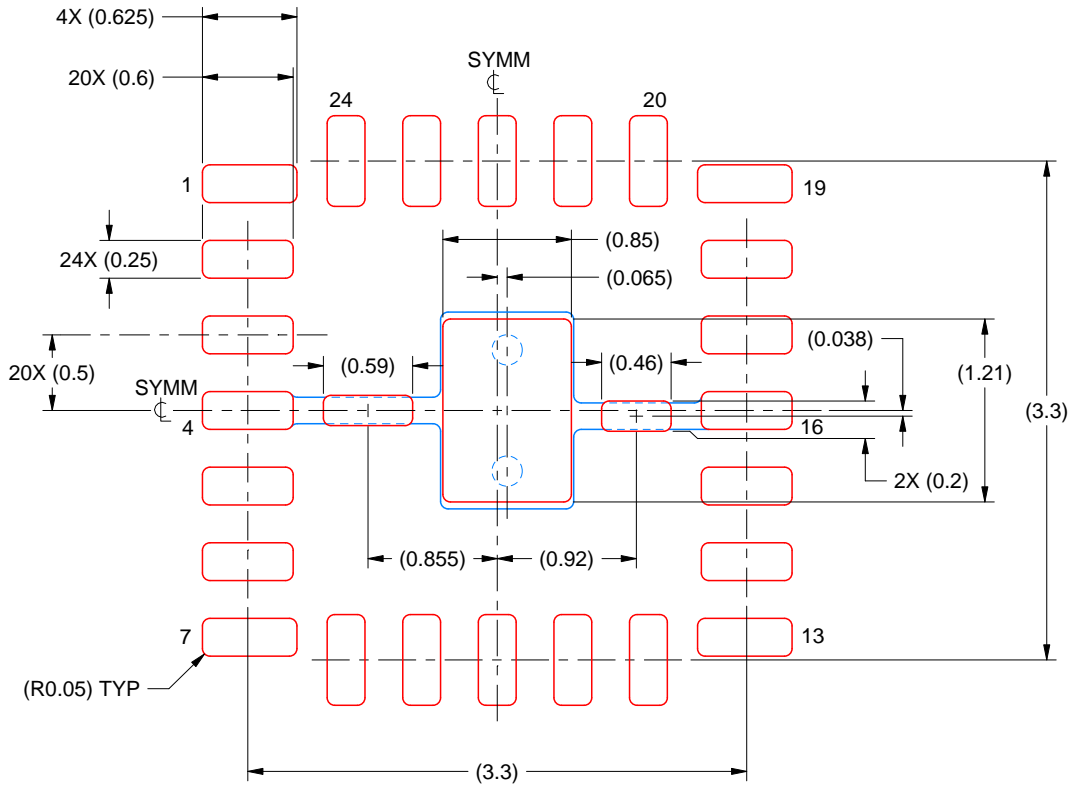 4X (0.625)
SYMM
20X (0.6)
24
20
1
19
(0.85)
24X (0.25)
(0.065)
(0.038)
(0.59)
(0.46)
20X (0.5)
(1.21)
SYMM
(3.3)
4
16
2X (0.2)
(0.855)
(0.92)
7
13
(R0.05) TYP
(3.3)